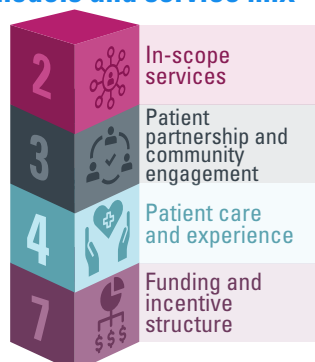 models and service mix
2
In-scope
services
3
Patient
partnership and
community
engagement
4
Patient care
and experience
7
Funding and
incentive
structure
$$$